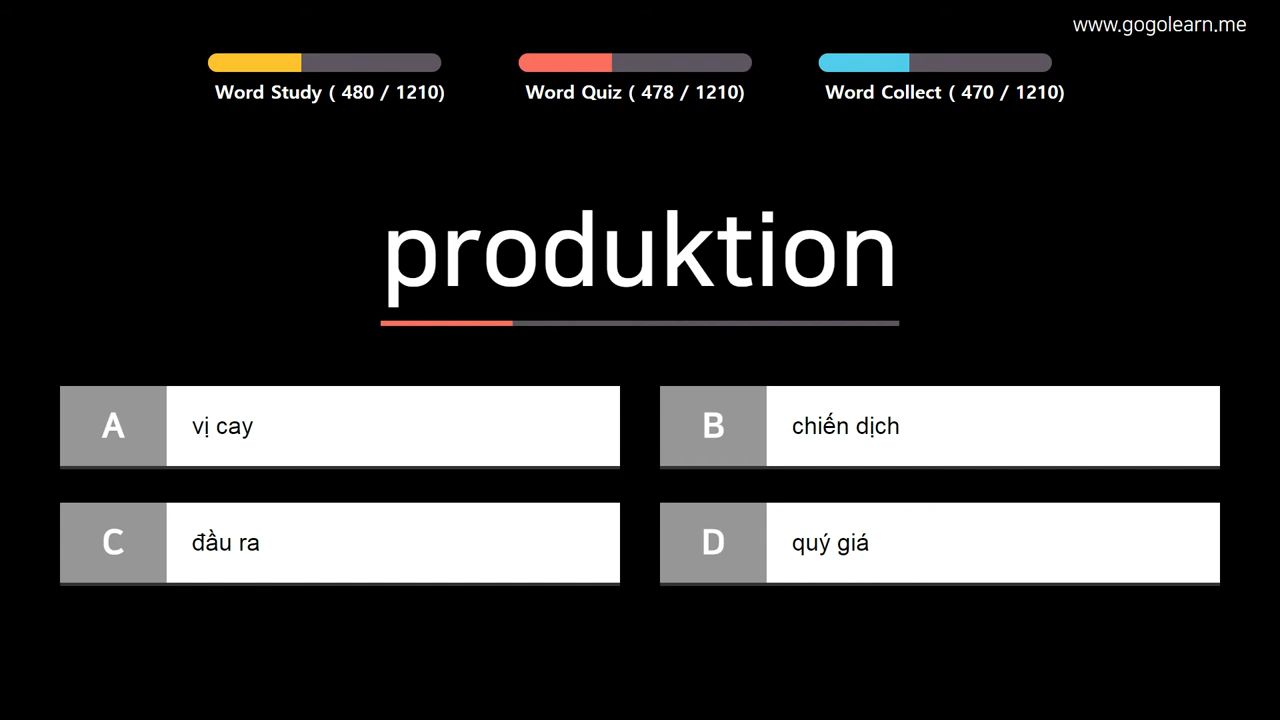 www.gogolearn.me
Word Study ( 480 / 1210)
Word Quiz ( 478 / 1210)
Word Collect ( 470 / 1210)
produktion
A vị cay
B chiến dịch
C đầu ra
D quý giá